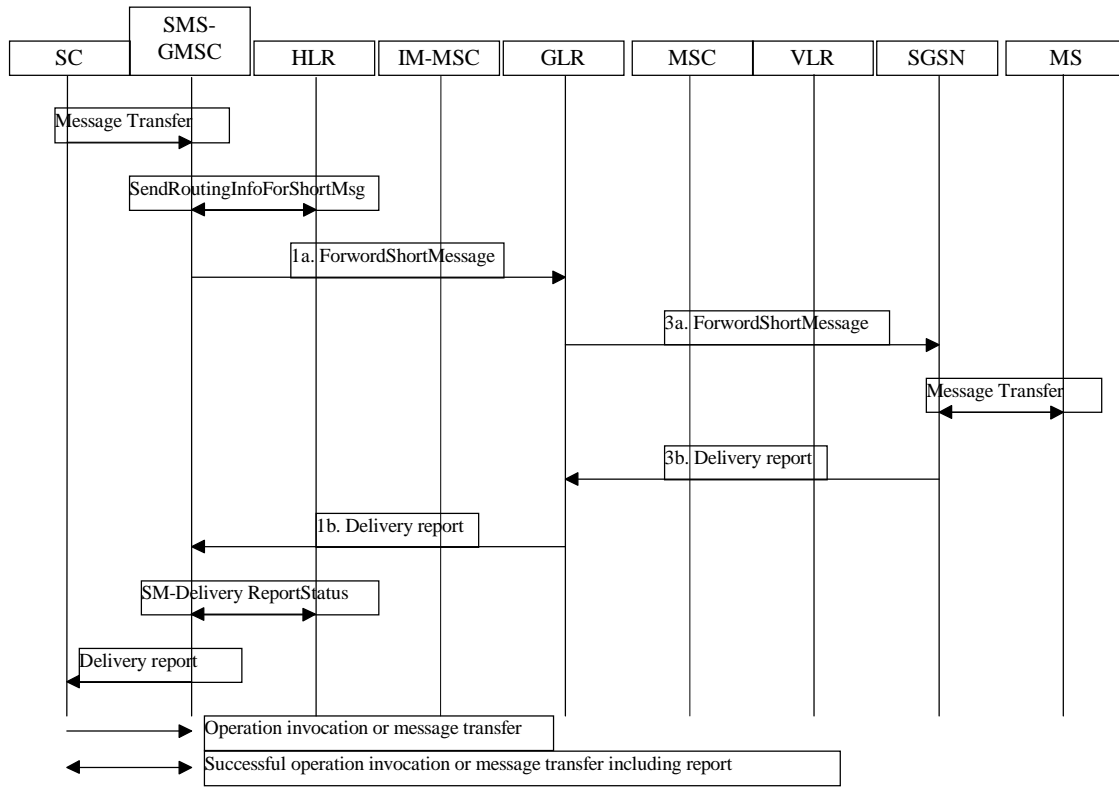 SMS-
GMSC
SC
HLR
IM-MSC
GLR
MSC
VLR
SGSN
MS
Message Transfer
SendRoutingInfoForShortMsg
1a. ForwordShortMessage
3a. ForwordShortMessage
Message Transfer
3b. Delivery report
1b. Delivery report
SM-Delivery ReportStatus
Delivery report
Operation invocation or message transfer
Successful operation invocation or message transfer including report